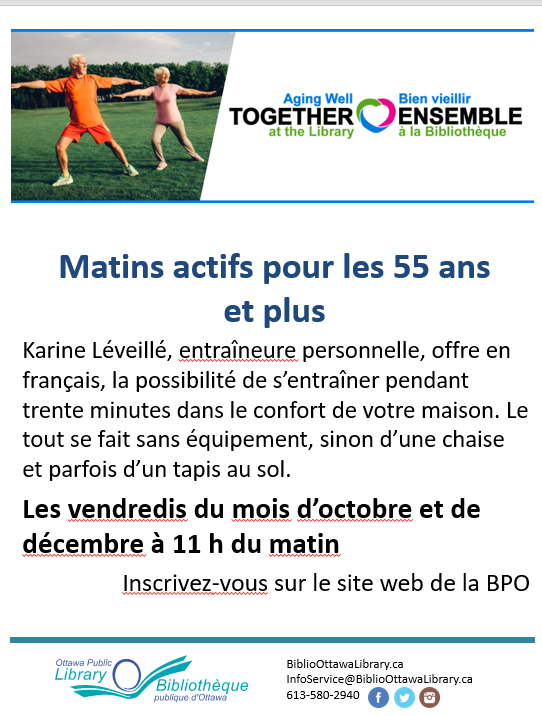 Aging Well
TOGETHER
at the Library
Bien vieillir
ENSEMBLE
à la Bibliothèque
Matins actifs pour les 55 ans
et plus
Karine Léveillé, entraîneure personnelle, offre en
français, la possibilité de s’entraîner pendant
trente minutes dans le confort de votre maison. Le
tout se fait sans équipement, sinon d’une chaise
et parfois d’un tapis au sol.
Les vendredis du mois d’octobre et de
décembre à 11 h du matin
Inscrivez-vous sur le site web de la BPO
Ottawa Public
Library
Bibliothèque
publique d'Ottawa
BiblioOttawaLibrary.ca
InfoService@BiblioOttawaLibrary.ca
613-580-2940